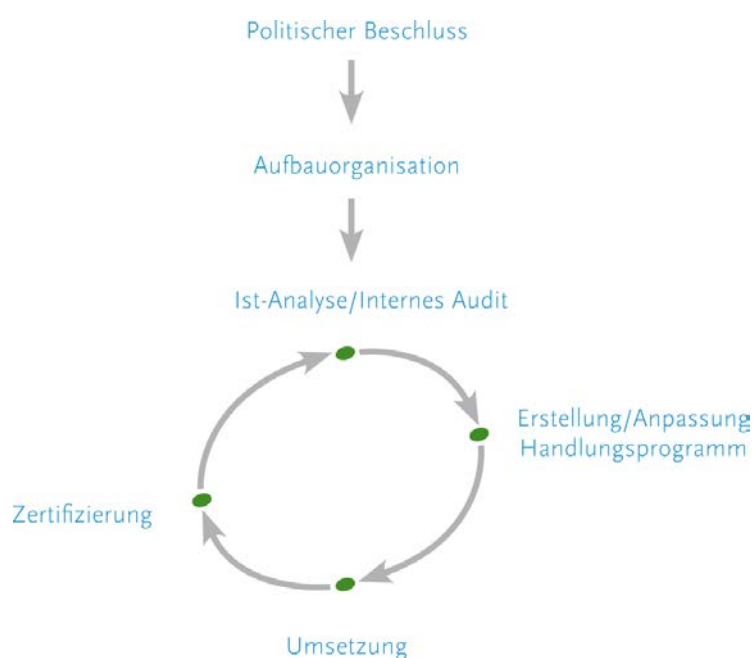 Politischer Beschluss
Aufbauorganisation
Ist-Analyse/Internes Audit
Erstellung/Anpassung
Handlungsprogramm
Zertifizierung
Umsetzung